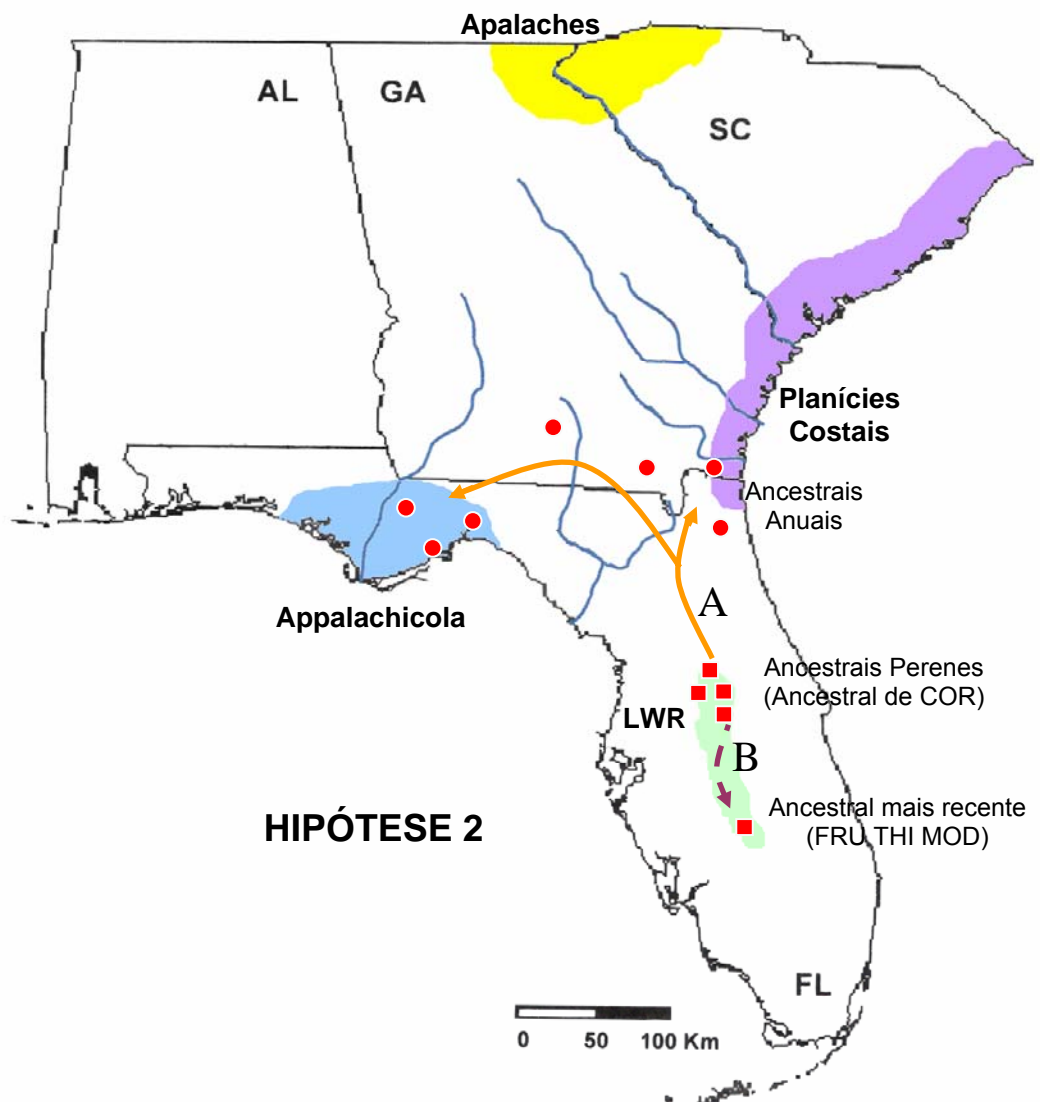 Apalaches
AL
GA
SC
Planícies
Costais
Ancestrais
Anuais
Appalachicola
A
Ancestrais Perenes
(Ancestral de COR)
LWR
B
Ancestral mais recente
(FRU THI MOD)
HIPÓTESE 2
FL
0 50 100 Km